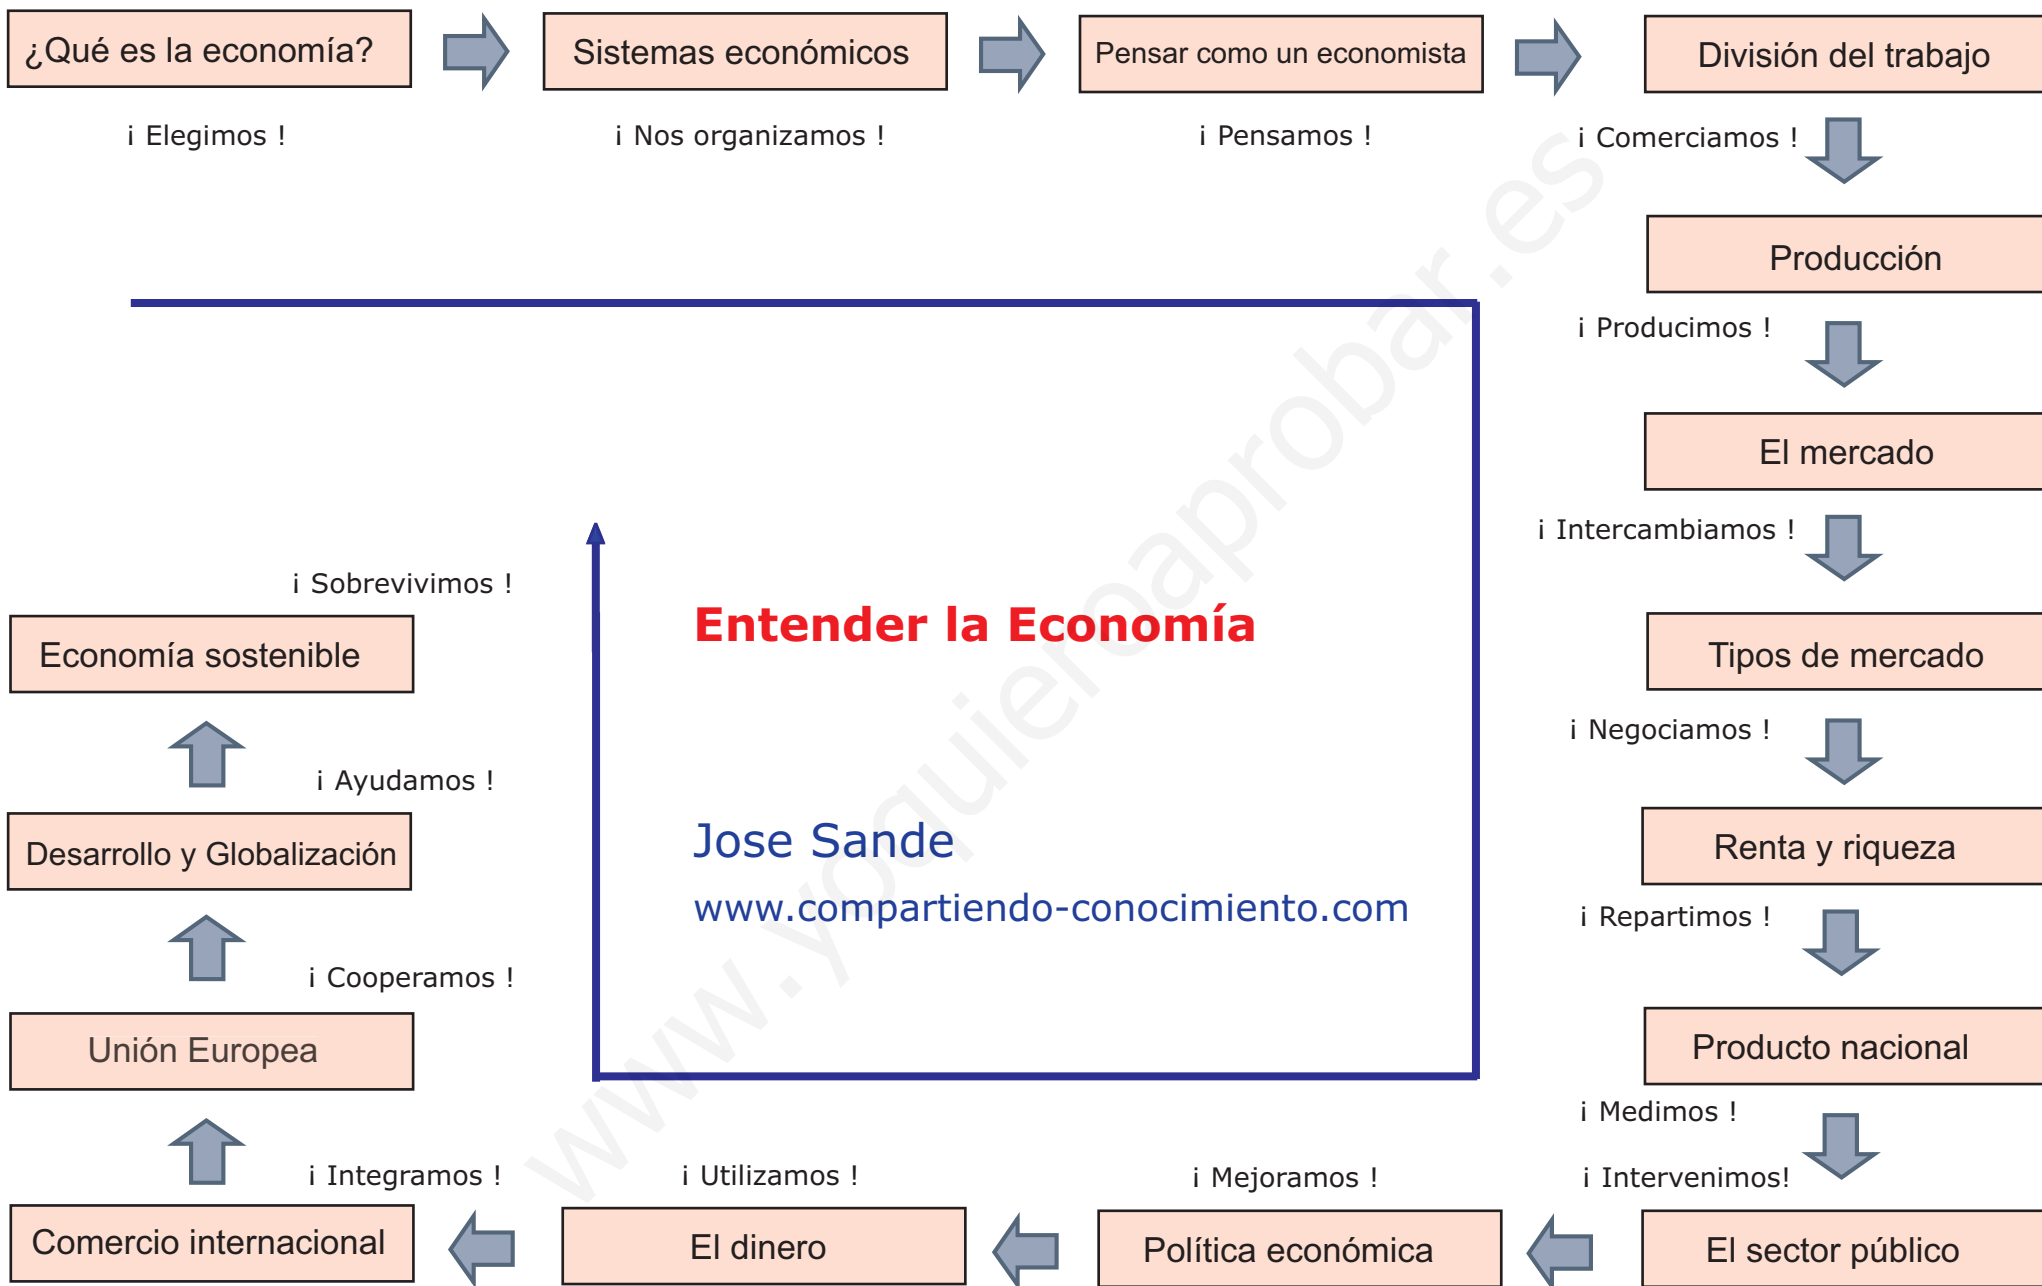 ¿Qué es la economía?
Sistemas económicos
Pensar como un economista
División del trabajo
¡ Elegimos !
¡ Nos organizamos !
¡ Pensamos !
¡ Comerciamos !
Producción
¡ Producimos !
El mercado
¡ Intercambiamos !
Tipos de mercado
¡ Negociamos !
Renta y riqueza
¡ Repartimos !
Producto nacional
¡ Medimos !
¡ Intervenimos!
El sector público
¡ Mejoramos !
Política económica
¡ Utilizamos !
El dinero
¡ Integramos !
Comercio internacional
¡ Cooperamos !
Unión Europea
¡ Ayudamos !
Desarrollo y Globalización
¡ Sobrevivimos !
Economía sostenible
Entender la Economía
Jose Sande
www.compartiendo-conocimiento.com
www.yoquieroaprobar.es